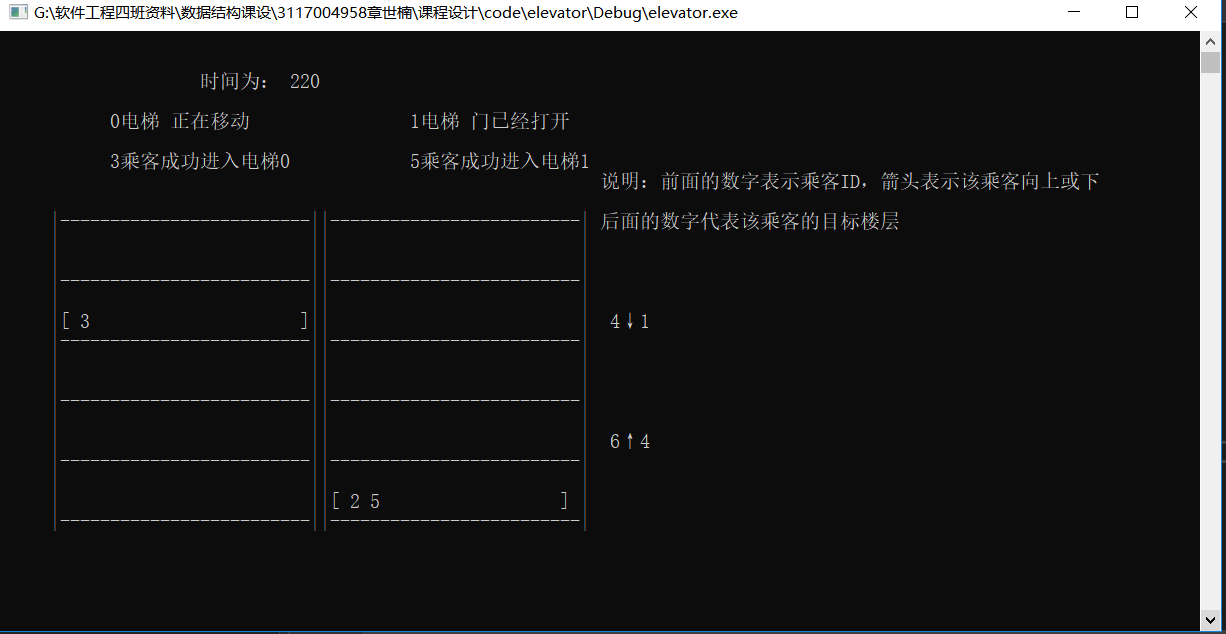 G:\软件工程四班资料\数据结构课设\3117004958章世楠\课程设计\code\elevator\Debug\elevator.exe
时间为: 220
0电梯 正在移动 1电梯 门已经打开
3乘客成功进入电梯0 5乘客成功进入电梯1
说明: 前面的数字表示乘客ID, 箭头表示该乘客向上或下
后面的数字代表该乘客的目标楼层
[ 3 ] 4↓1
6↑4
[ 2 5 ]